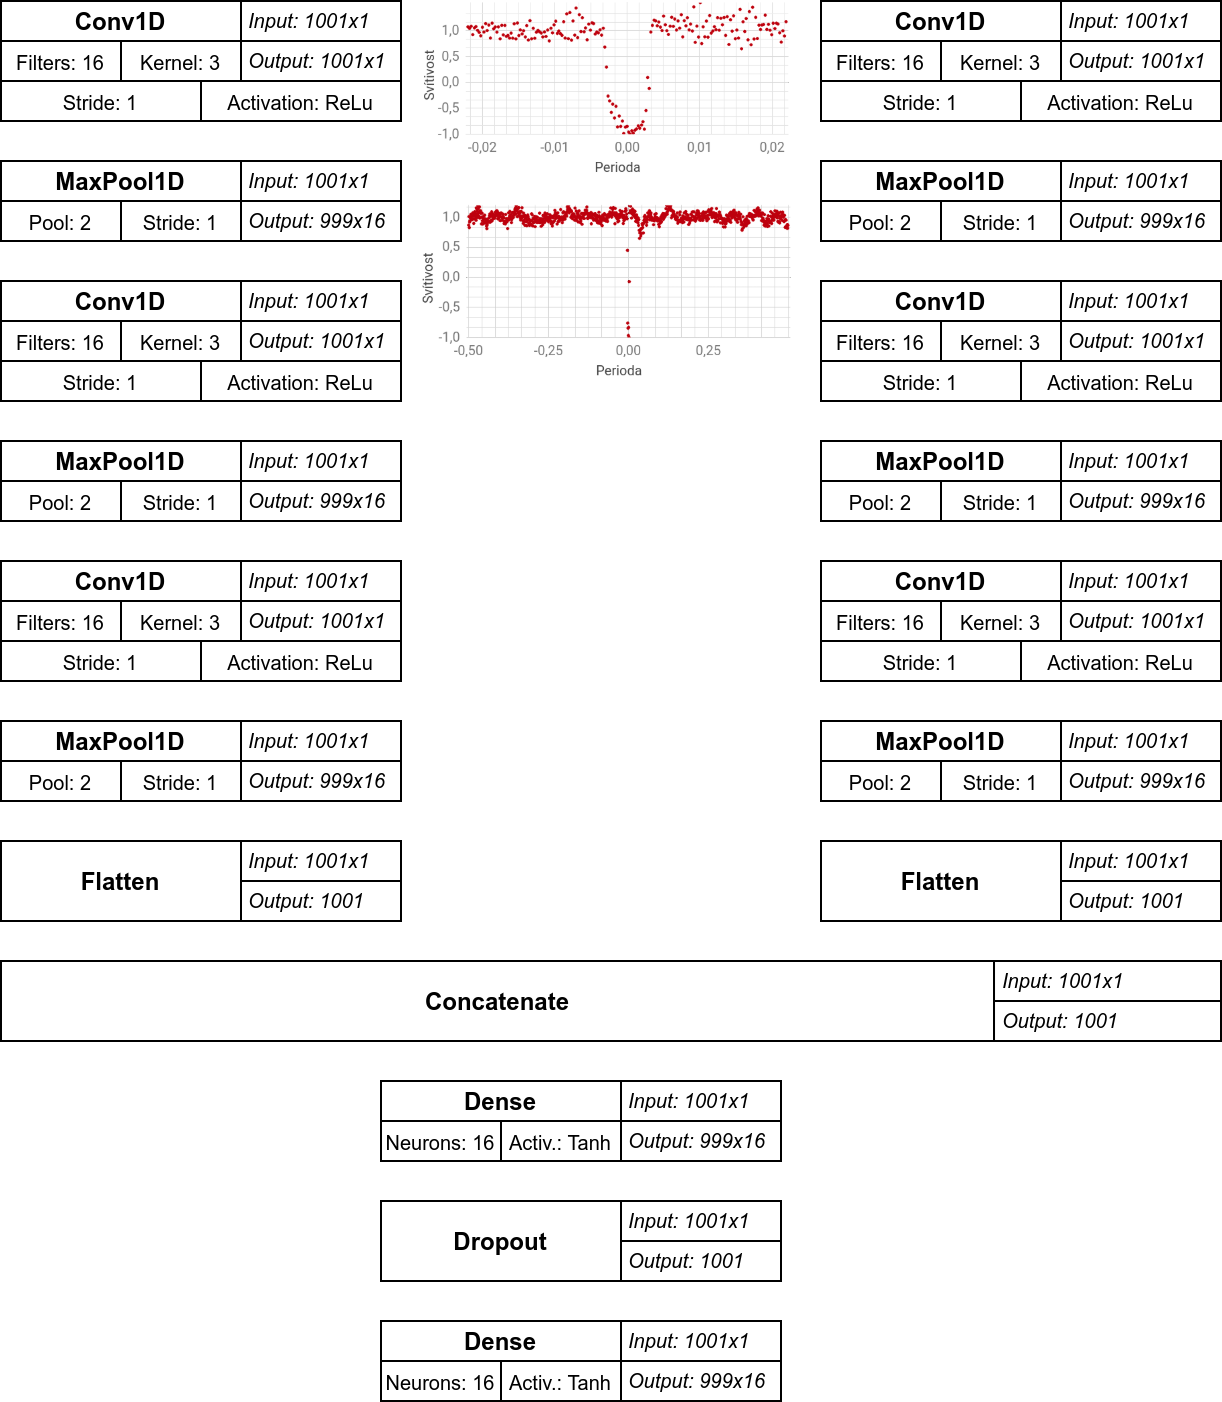 Conv1D
Input: 1001x1
Filters: 16
Kernel: 3
Output: 1001x1
Stride: 1
Activation: ReLu
MaxPool1D
Input: 1001x1
Pool: 2
Stride: 1
Output: 999x16
Conv1D
Input: 1001x1
Filters: 16
Kernel: 3
Output: 1001x1
Stride: 1
Activation: ReLu
MaxPool1D
Input: 1001x1
Pool: 2
Stride: 1
Output: 999x16
Conv1D
Input: 1001x1
Filters: 16
Kernel: 3
Output: 1001x1
Stride: 1
Activation: ReLu
MaxPool1D
Input: 1001x1
Pool: 2
Stride: 1
Output: 999x16
Flatten
Input: 1001x1
Output: 1001
Svítivost
1,0
0,5
0,0
-0,5
-1,0
-0,02
-0,01
0,00
0,01
0,02
Perioda
Svítivost
1,0
0,5
0,0
-0,5
-1,0
-0,50
-0,25
0,00
0,25
Perioda
Conv1D
Input: 1001x1
Filters: 16
Kernel: 3
Output: 1001x1
Stride: 1
Activation: ReLu
MaxPool1D
Input: 1001x1
Pool: 2
Stride: 1
Output: 999x16
Conv1D
Input: 1001x1
Filters: 16
Kernel: 3
Output: 1001x1
Stride: 1
Activation: ReLu
MaxPool1D
Input: 1001x1
Pool: 2
Stride: 1
Output: 999x16
Conv1D
Input: 1001x1
Filters: 16
Kernel: 3
Output: 1001x1
Stride: 1
Activation: ReLu
MaxPool1D
Input: 1001x1
Pool: 2
Stride: 1
Output: 999x16
Flatten
Input: 1001x1
Output: 1001
Concatenate
Input: 1001x1
Output: 1001
Dense
Input: 1001x1
Neurons: 16
Activ.: Tanh
Output: 999x16
Dropout
Input: 1001x1
Output: 1001
Dense
Input: 1001x1
Neurons: 16
Activ.: Tanh
Output: 999x16